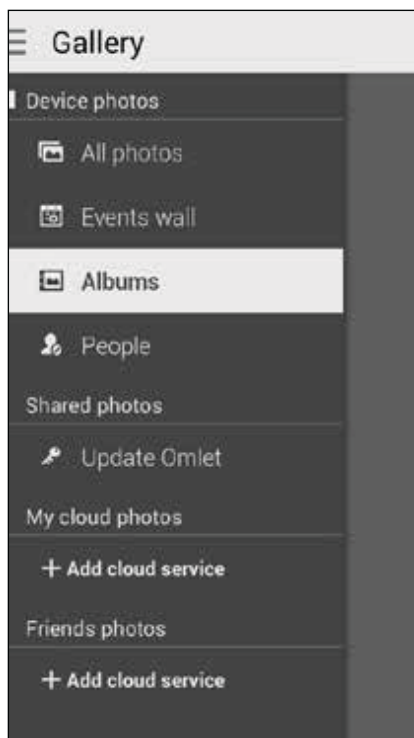 Gallery
Device photos
All photos
Events wall
Albums
People
Shared photos
Update Omlet
My cloud photos
+ Add cloud service
Friends photos
+ Add cloud service